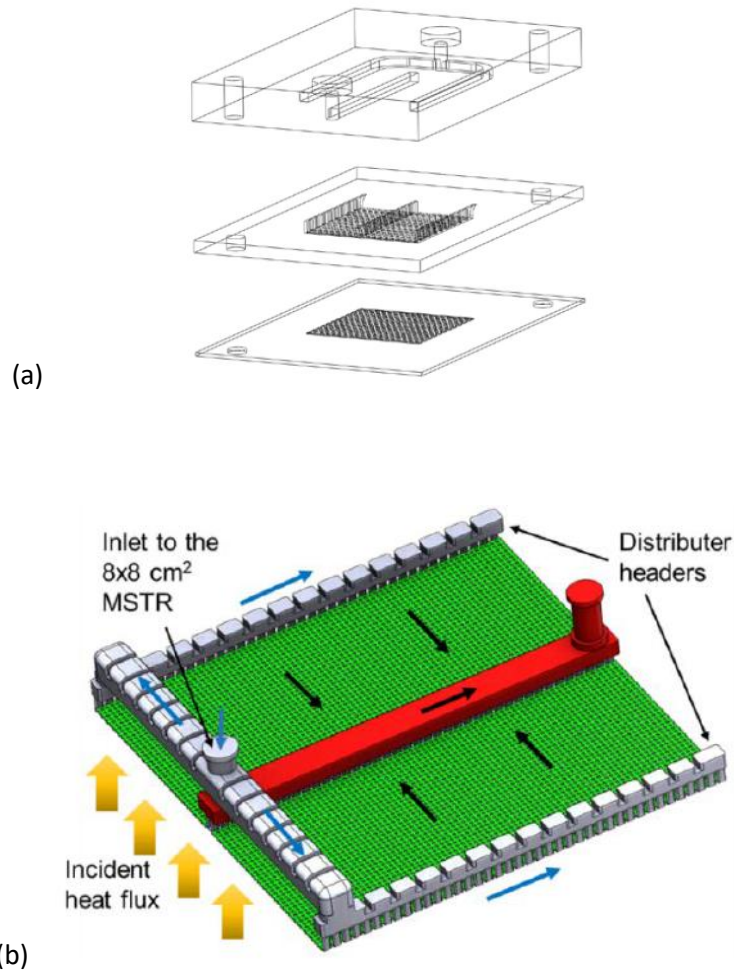 (a)
Inlet to the
8x8 cm²
MSTR
Distributer
headers
Incident
heat flux
(b)